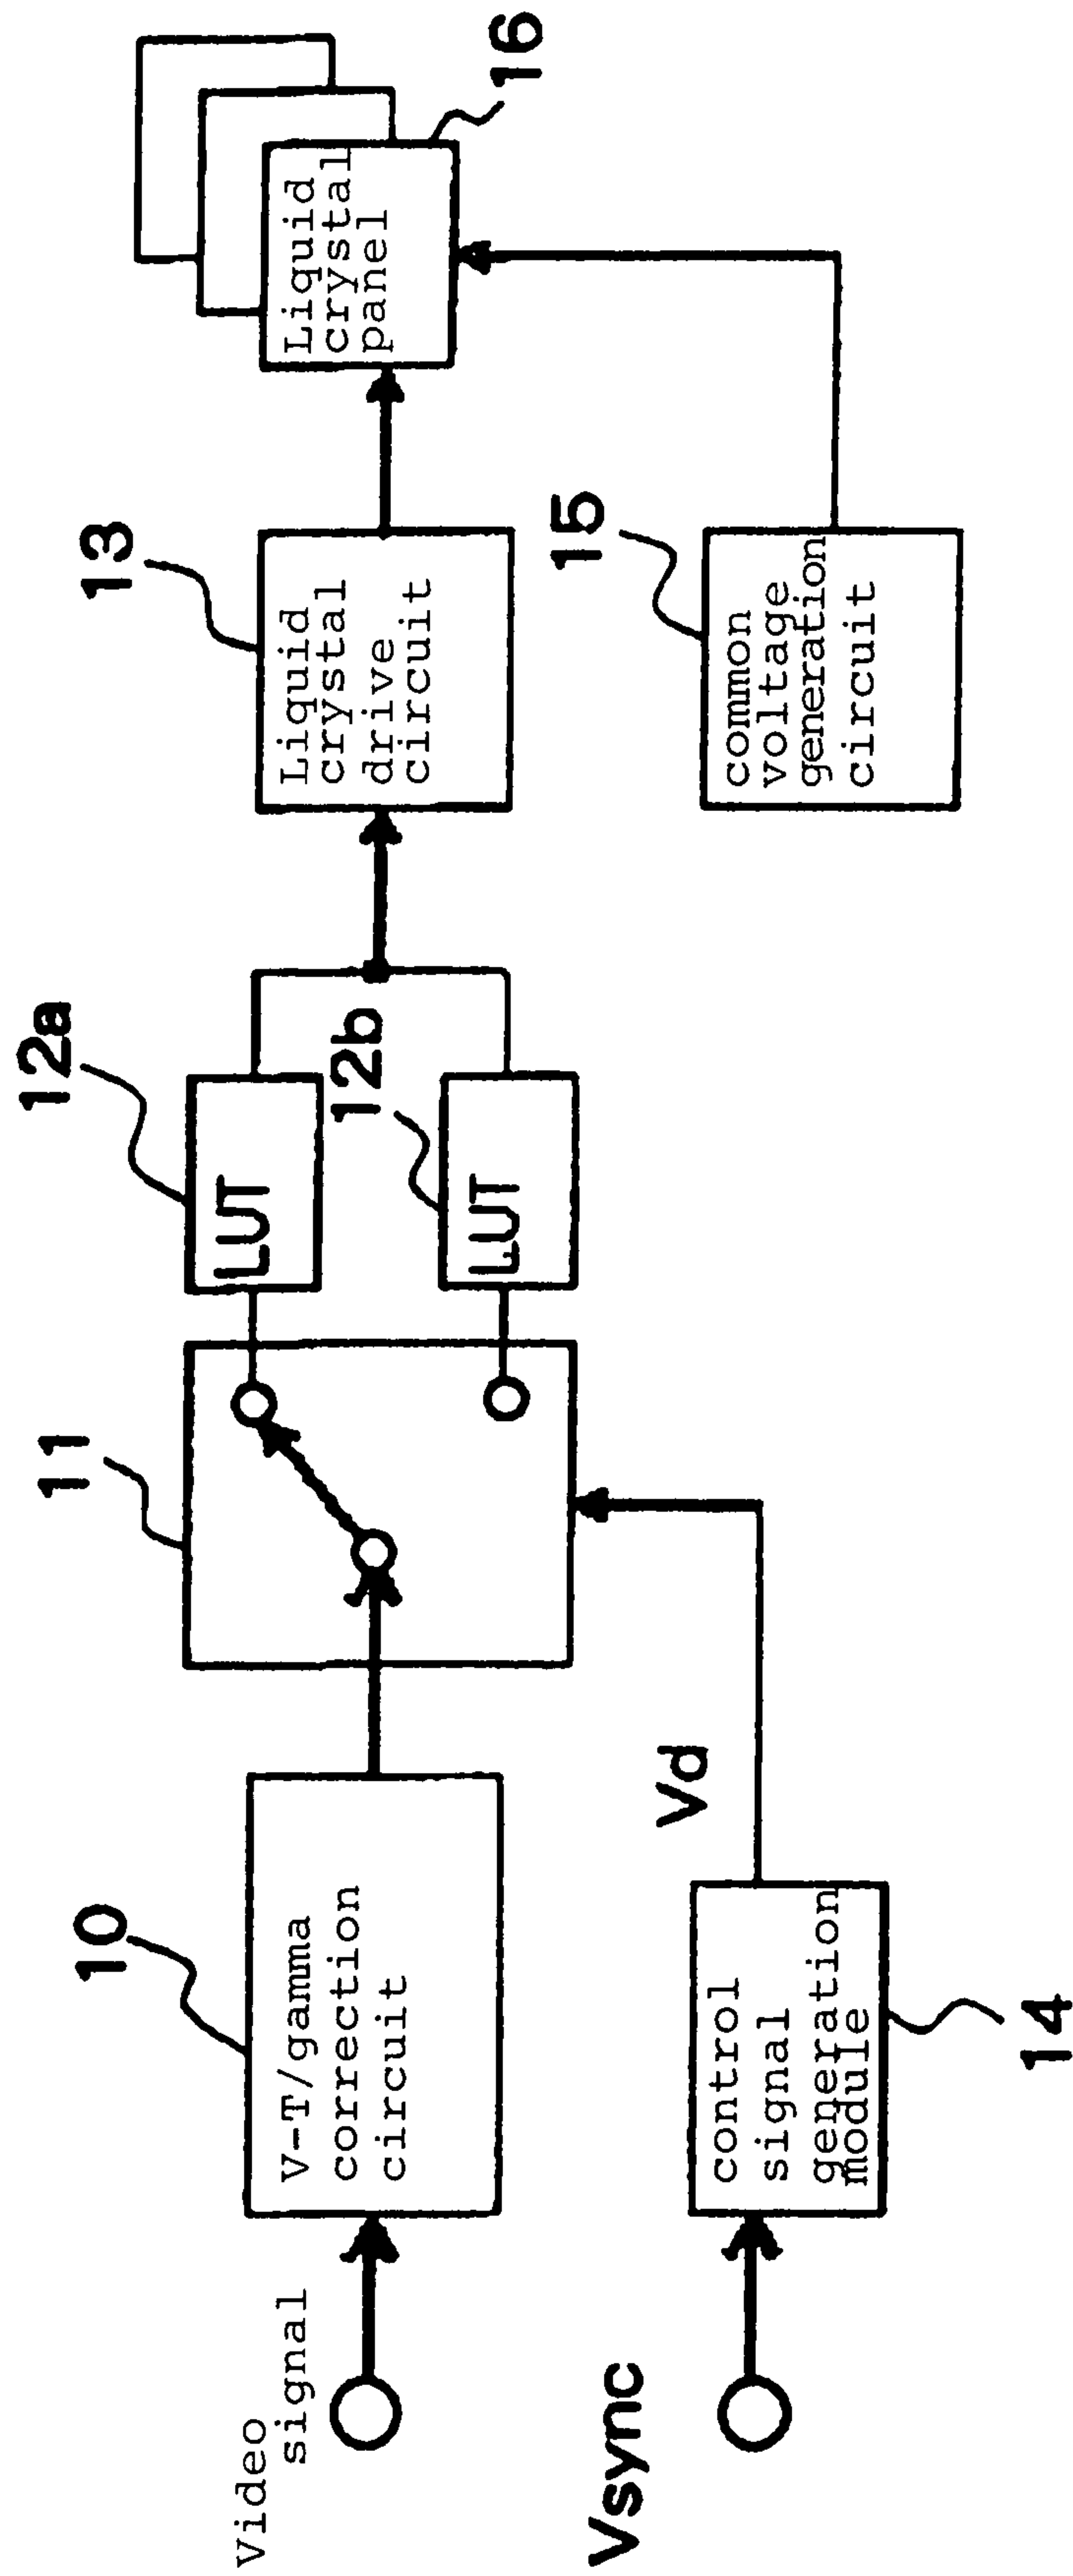 Video
signal
10
V-T/gamma
correction
circuit
11
12a
LUT
12b
LUT
13
Liquid
crystal
drive
circuit
16
Liquid
crystal
panel
Vsync
control
signal
generation
module
14
Vd
15
common
voltage
generation
circuit